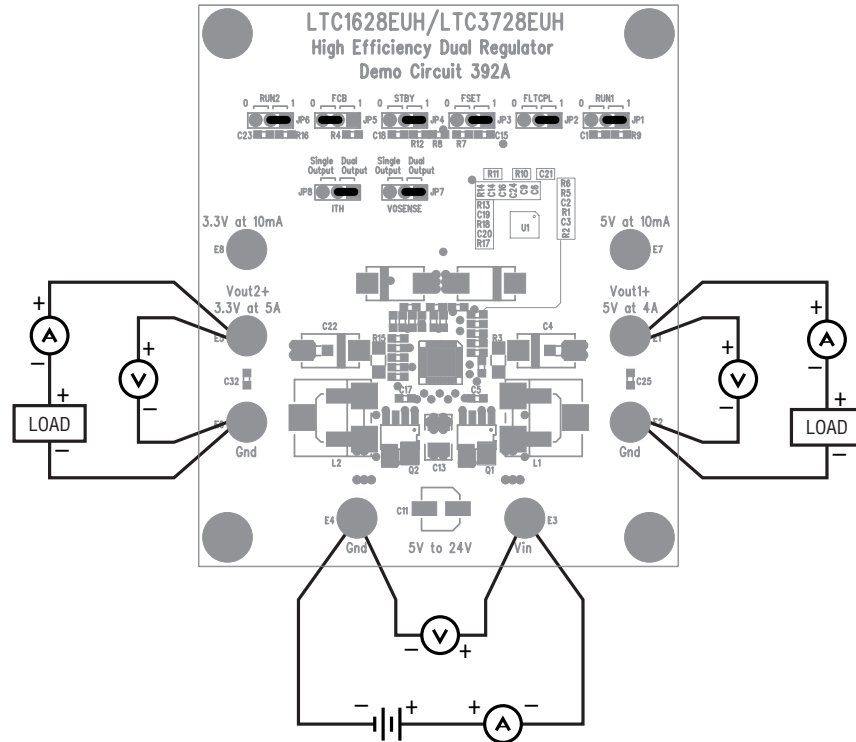 LTC1628EUH/LTC3728EUH
High Efficiency Dual Regulator
Demo Circuit 392A
RUN2 FCB STBY FSET FLTCPL RUN1
0 1 0 1 0 1 0 1 0 1 0 1
JP6 JP5 JP4 JP3 JP2 JP1
C23 R16 R4 C18 R12 R8 R7 C15 C1 R9
Single Output Dual Output Single Output Dual Output
JP8 JP7
ITH VOSENSE
R11 R10 C21
R14 C14 C16 C24 C9 C6
R13
C19
R18
C20
R17
U1
R6
R5
C2
R1
C3
R2
3.3V at 10mA
E8
5V at 10mA
E7
Vout2+
3.3V at 5A
E5
Vout1+
5V at 4A
E1
C22 R15 R3 C4
C32 C17 C5 C25
E6
Gnd
E2
Gnd
L2 Q2 C13 Q1 L1
+
A
−
+
LOAD
−
+
V
−
+
V
−
+
A
−
+
LOAD
−
E4
Gnd
C11
5V to 24V
E3
Vin
− V +
− + A −